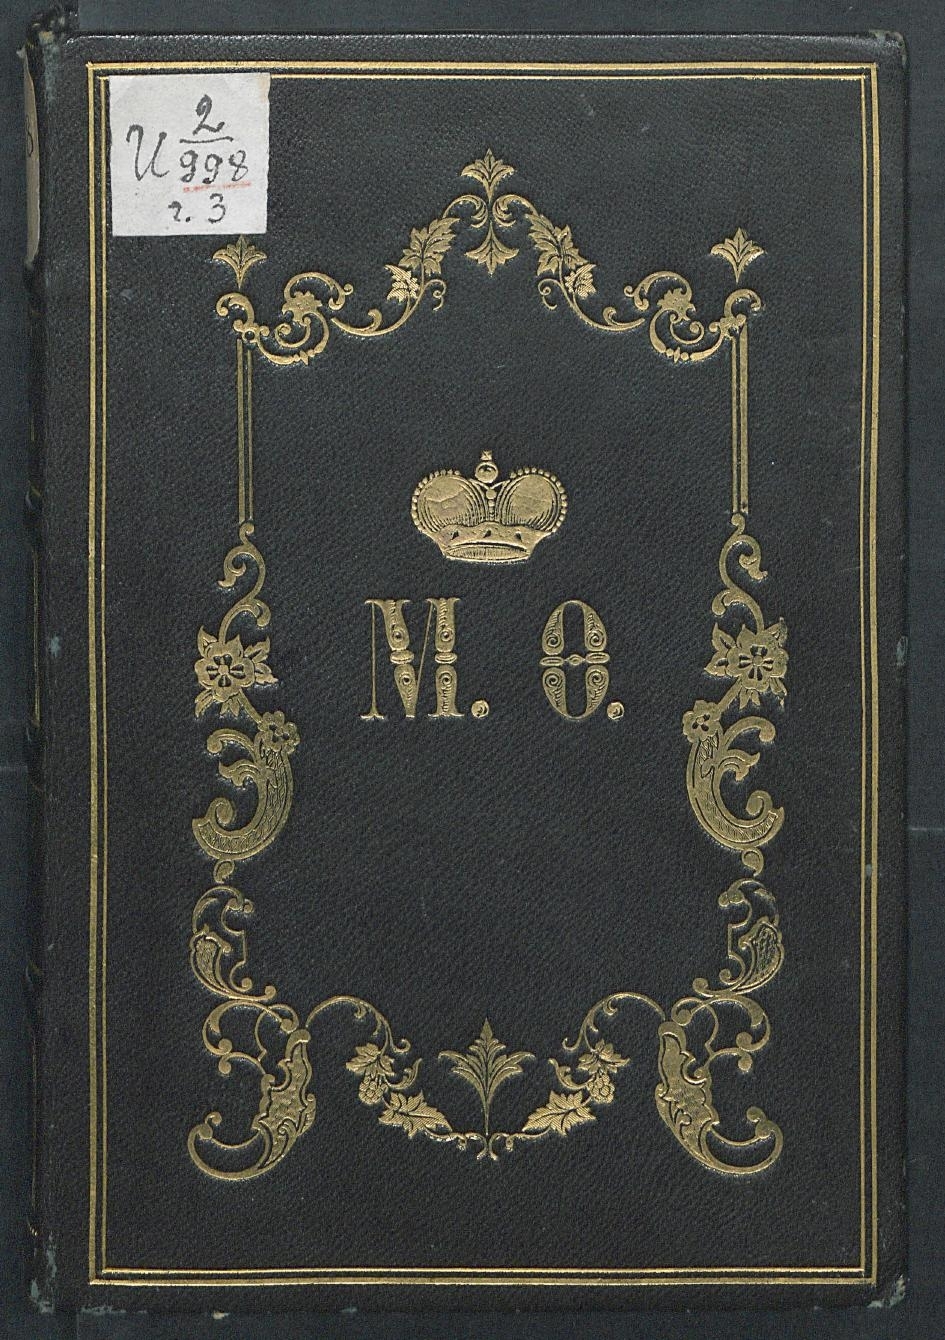 И 2/998
г. 3
М. О.